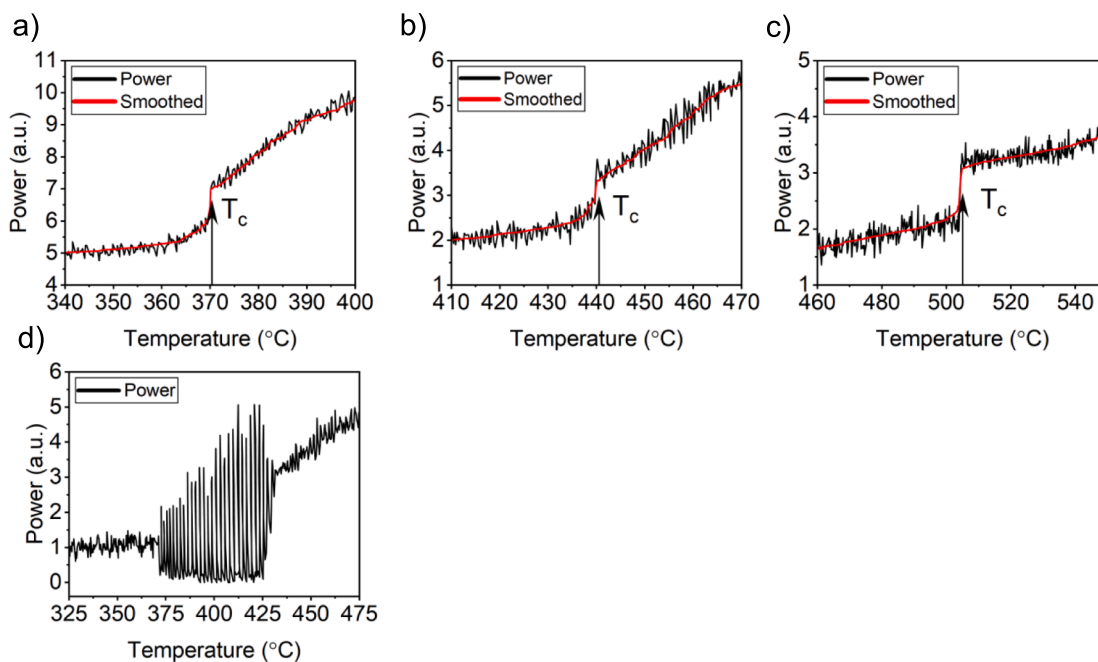 a)
b)
c)
11
10
9
8
7
6
5
4
Power (a.u.)
Power
Smoothed
Tc
340 350 360 370 380 390 400
Temperature (°C)
6
5
4
3
2
1
Power (a.u.)
Power
Smoothed
Tc
410 420 430 440 450 460 470
Temperature (°C)
5
4
3
2
1
Power (a.u.)
Power
Smoothed
Tc
460 480 500 520 540
Temperature (°C)
d)
6
5
4
3
2
1
0
Power (a.u.)
Power
325 350 375 400 425 450 475
Temperature (°C)